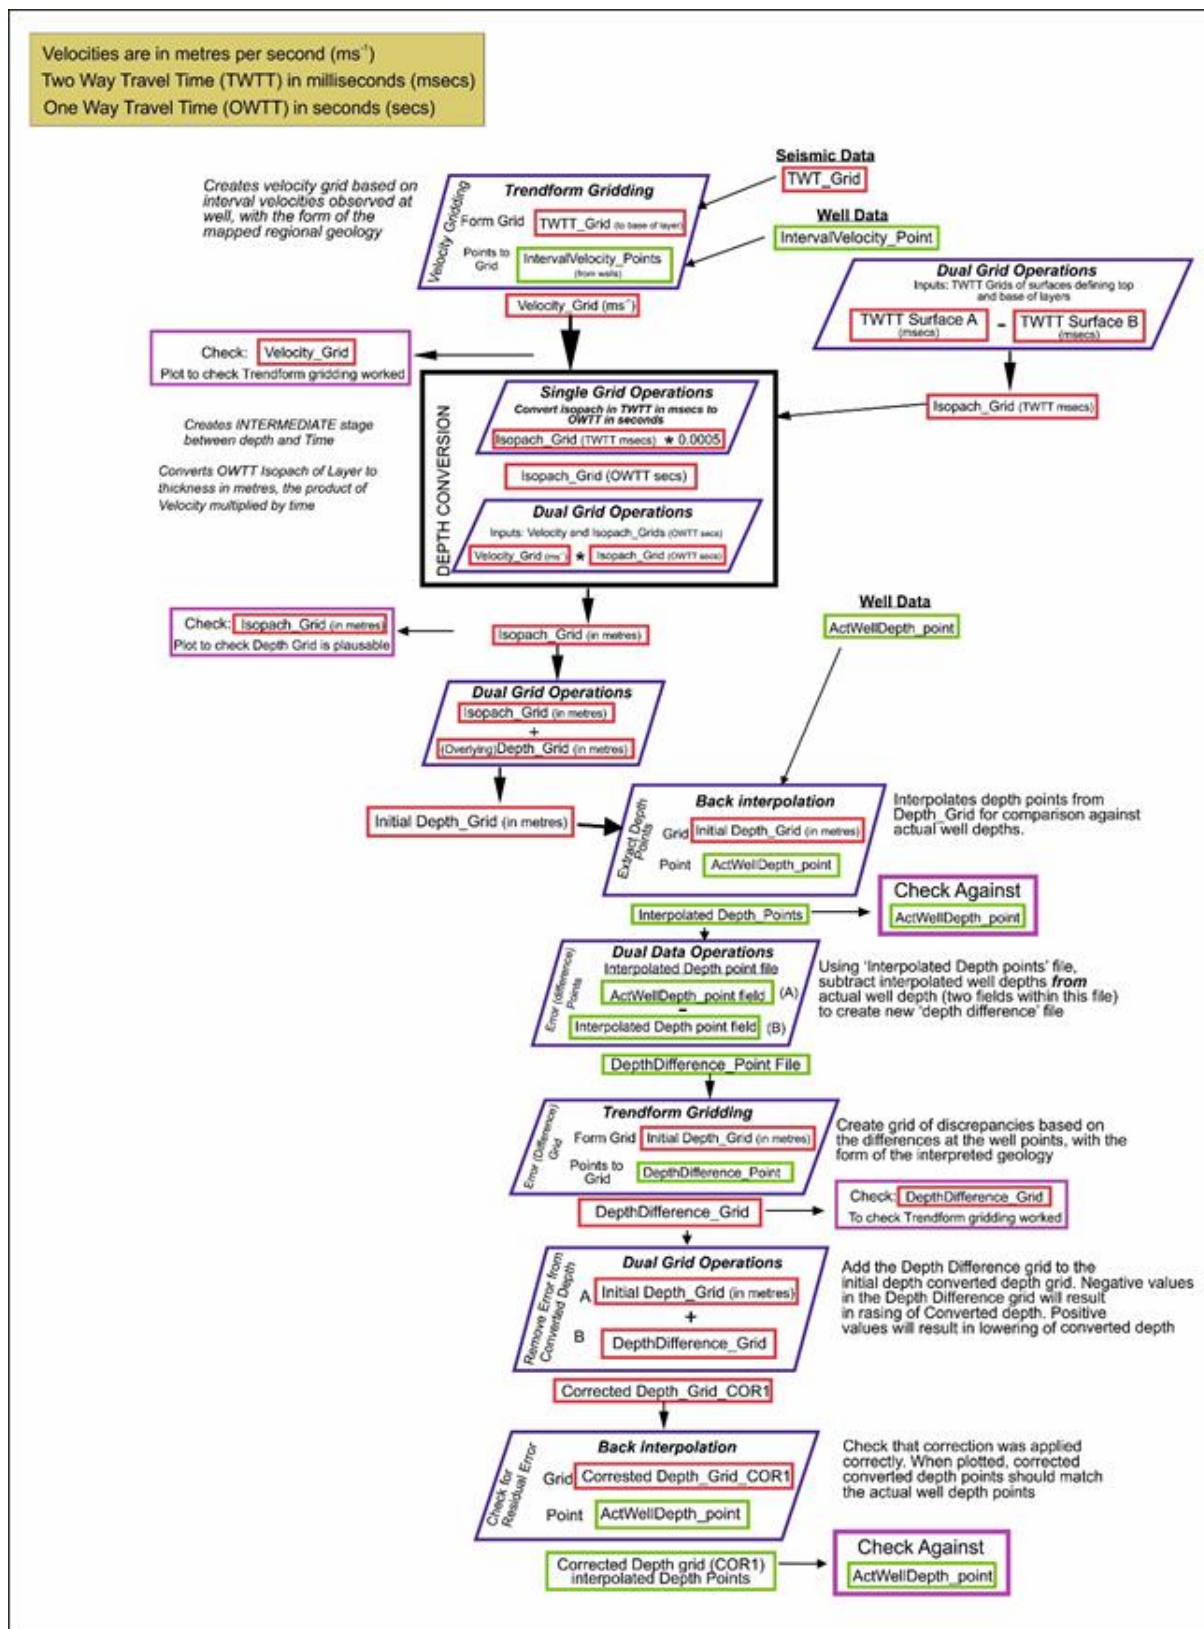 Velocities are in metres per second (ms⁻¹)
Two Way Travel Time (TWTT) in milliseconds (msecs)
One Way Travel Time (OWTT) in seconds (secs)
Seismic Data
TWT_Grid
Well Data
IntervalVelocity_Point
Creates velocity grid based on
interval velocities observed at
well, with the form of the
mapped regional geology
Velocity Gridding
Trendform Gridding
Form Grid
TWTT_Grid (to base of layer)
Points to
Grid
IntervalVelocity_Points
(from wells)
Velocity_Grid (ms⁻¹)
Dual Grid Operations
Inputs: TWTT Grids of surfaces defining top
and base of layers
TWTT Surface A
(msecs)
-
TWTT Surface B
(msecs)
Isopach_Grid (TWTT msecs)
Check: Velocity_Grid
Plot to check Trendform gridding worked
Creates INTERMEDIATE stage
between depth and Time
Converts OWTT Isopach of Layer to
thickness in metres, the product of
Velocity multiplied by time
DEPTH CONVERSION
Single Grid Operations
Convert Isopach in TWTT in msecs to
OWTT in seconds
Isopach_Grid (TWTT msecs) * 0.0005
Isopach_Grid (OWTT secs)
Dual Grid Operations
Inputs: Velocity and Isopach_Grids (OWTT secs)
Velocity_Grid (ms⁻¹) * Isopach_Grid (OWTT secs)
Check: Isopach_Grid (in metres)
Plot to check Depth Grid is plausable
Isopach_Grid (in metres)
Well Data
ActWellDepth_point
Dual Grid Operations
Isopach_Grid (in metres)
+
(Overlying)Depth_Grid (in metres)
Initial Depth_Grid (in metres)
Extract Depth
Points
Back interpolation
Grid
Initial Depth_Grid (in metres)
Point
ActWellDepth_point
Interpolates depth points from
Depth_Grid for comparison against
actual well depths.
Interpolated Depth_Points
Check Against
ActWellDepth_point
Error (difference)
Points
Dual Data Operations
Interpolated Depth point file
ActWellDepth_point field (A)
-
Interpolated Depth point field (B)
Using 'Interpolated Depth points' file,
subtract interpolated well depths from
actual well depth (two fields within this file)
to create new 'depth difference' file
DepthDifference_Point File
Error (Difference)
Grid
Trendform Gridding
Form Grid
Initial Depth_Grid (in metres)
Points to
Grid
DepthDifference_Point
Create grid of discrepancies based on
the differences at the well points, with the
form of the interpreted geology
DepthDifference_Grid
Check: DepthDifference_Grid
To check Trendform gridding worked
Remove Error from
Converted Depth
Dual Grid Operations
A
Initial Depth_Grid (in metres)
+
B
DepthDifference_Grid
Add the Depth Difference grid to the
initial depth converted depth grid. Negative values
in the Depth Difference grid will result
in rasing of Converted depth. Positive
values will result in lowering of converted depth
Corrected Depth_Grid_COR1
Check for
Residual Error
Back interpolation
Grid
Corrested Depth_Grid_COR1
Point
ActWellDepth_point
Check that correction was applied
correctly. When plotted, corrected
converted depth points should match
the actual well depth points
Corrected Depth grid (COR1)
interpolated Depth Points
Check Against
ActWellDepth_point